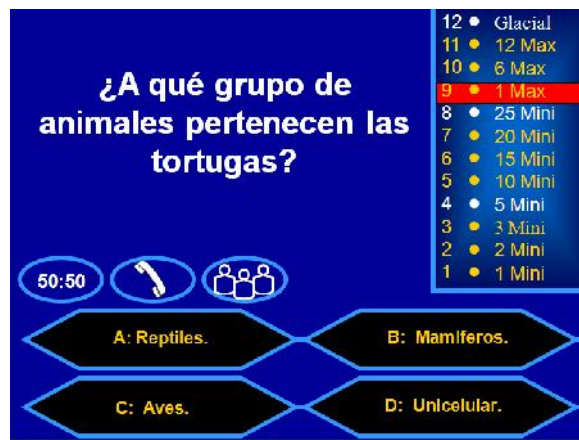 ¿A qué grupo de
animales pertenecen las
tortugas?
12 • Glacial
11 • 12 Max
10 • 6 Max
9 • 1 Max
8 • 25 Mini
7 • 20 Mini
6 • 15 Mini
5 • 10 Mini
4 • 5 Mini
3 • 3 Mini
2 • 2 Mini
1 • 1 Mini
50:50
A: Reptiles.
B: Mamíferos.
C: Aves.
D: Unicelular.